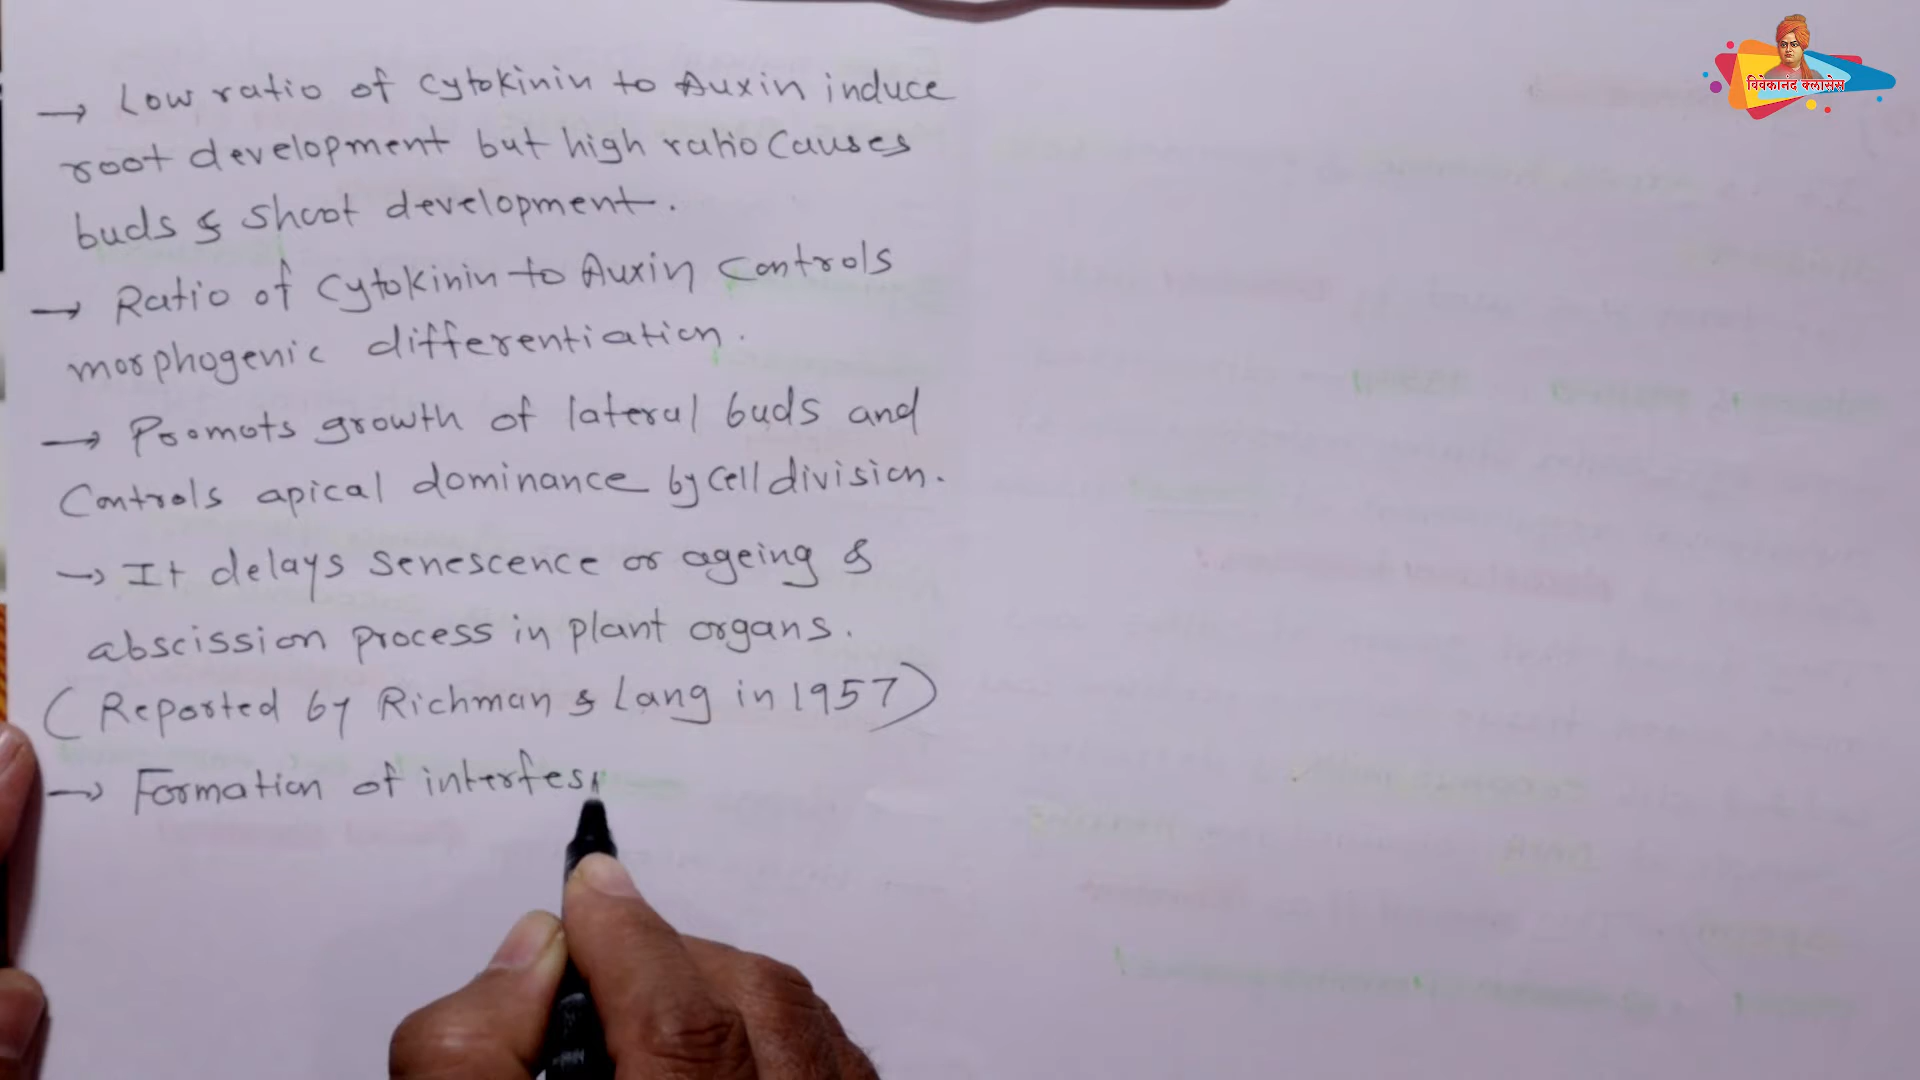 → Low ratio of Cytokinin to Auxin induce
root development but high ratio Causes
buds & shoot development.
→ Ratio of Cytokinin to Auxin Controls
morphogenic differentiation.
→ Promots growth of lateral buds and
Controls apical dominance by Cell division.
→ It delays Senescence or ageing &
abscission process in plant organs.
(Reported by Richman & Lang in 1957)
→ Formation of interfes
विवेकानंद क्लासेस